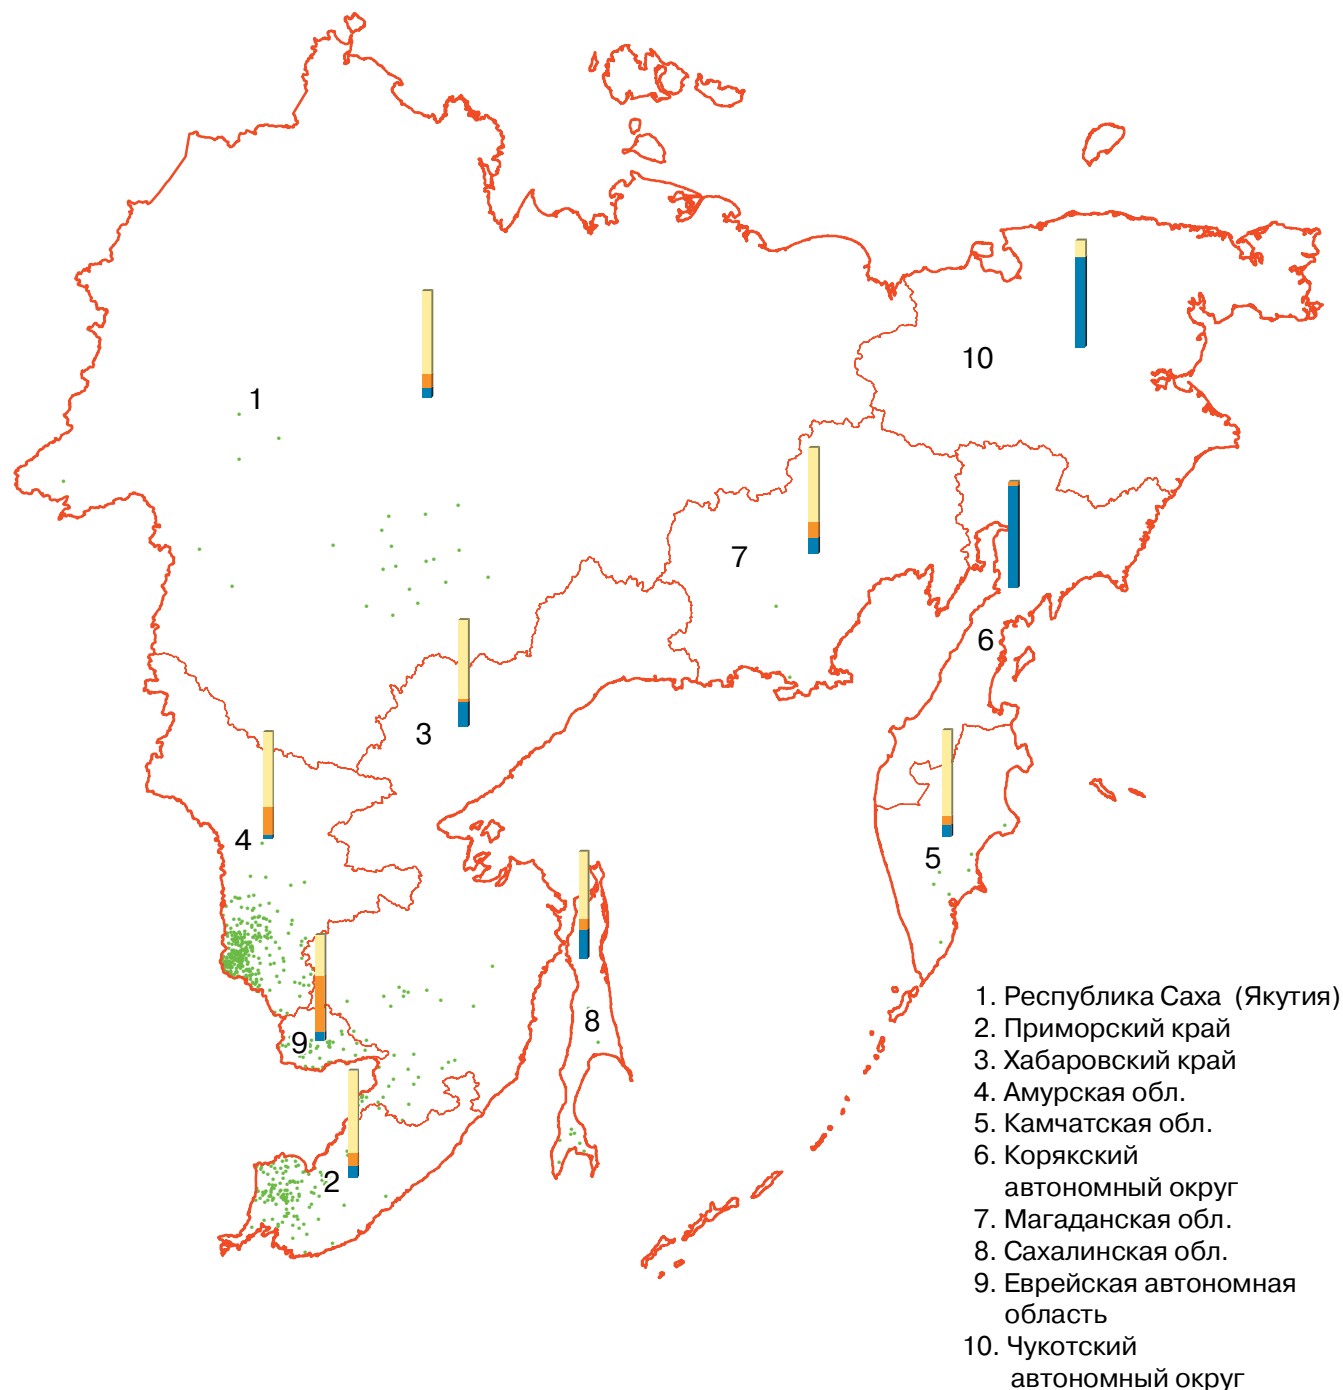 10
1
7
6
3
4
5
8
9
2
1. Республика Саха (Якутия)
2. Приморский край
3. Хабаровский край
4. Амурская обл.
5. Камчатская обл.
6. Корякский
автономный округ
7. Магаданская обл.
8. Сахалинская обл.
9. Еврейская автономная
область
10. Чукотский
автономный округ